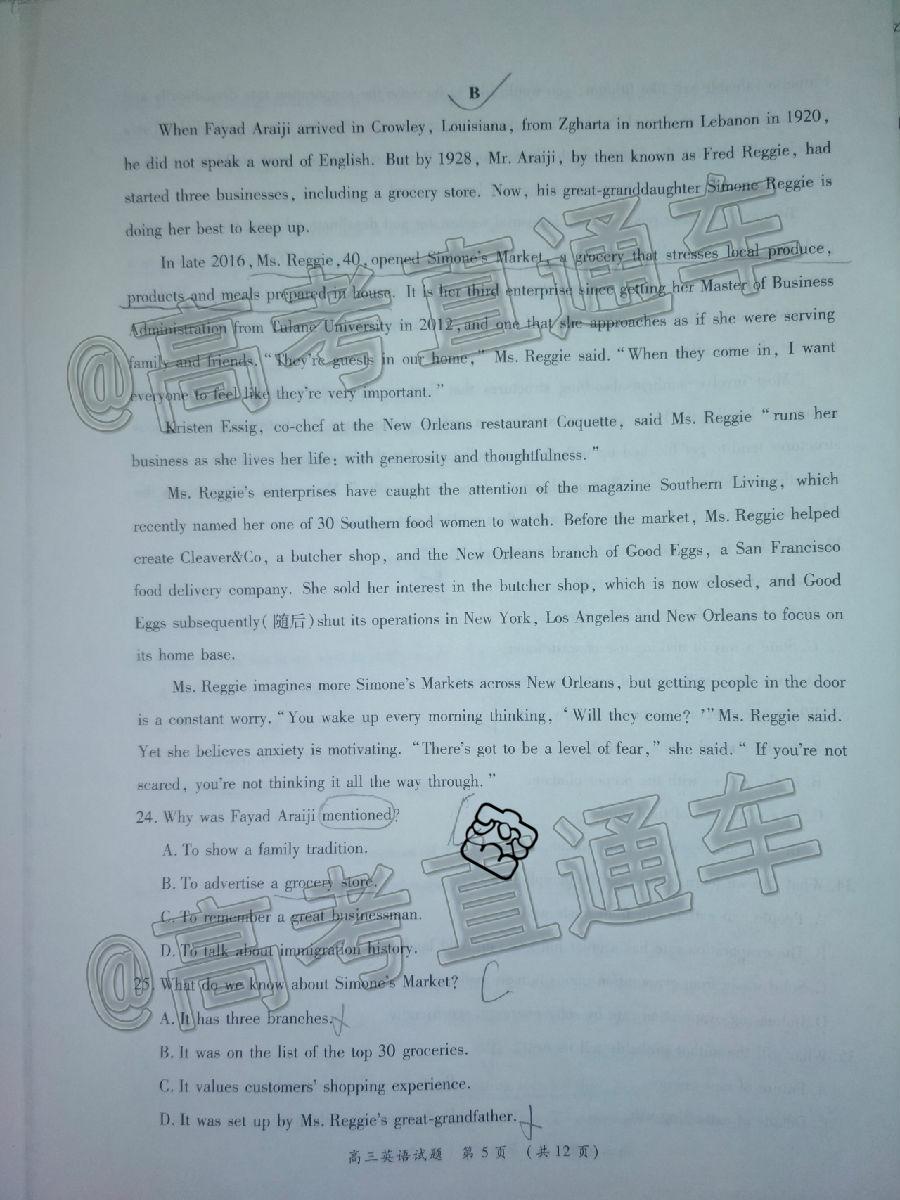 B
When Fayad Araiji arrived in Crowley, Louisiana, from Zgharta in northern Lebanon in 1920,
he did not speak a word of English. But by 1928, Mr. Araiji, by then known as Fred Reggie, had
started three businesses, including a grocery store. Now, his great-granddaughter Simone Reggie is
doing her best to keep up.
In late 2016, Ms. Reggie, 40, opened Simone's Market, a grocery that stresses local produce,
products and meals prepared in house. It is her third enterprise since getting her Master of Business
Administration from Tulane University in 2012, and one that she approaches as if she were serving
family and friends. "They're guests in our home," Ms. Reggie said. "When they come in, I want
everyone to feel like they're very important."
Kristen Essig, co-chef at the New Orleans restaurant Coquette, said Ms. Reggie "runs her
business as she lives her life: with generosity and thoughtfulness."
Ms. Reggie's enterprises have caught the attention of the magazine Southern Living, which
recently named her one of 30 Southern food women to watch. Before the market, Ms. Reggie helped
create Cleaver&Co, a butcher shop, and the New Orleans branch of Good Eggs, a San Francisco
food delivery company. She sold her interest in the butcher shop, which is now closed, and Good
Eggs subsequently(随后)shut its operations in New York, Los Angeles and New Orleans to focus on
its home base.
Ms. Reggie imagines more Simone's Markets across New Orleans, but getting people in the door
is a constant worry. "You wake up every morning thinking, 'Will they come?'" Ms. Reggie said.
Yet she believes anxiety is motivating. "There's got to be a level of fear," she said. "If you're not
scared, you're not thinking it all the way through."
24. Why was Fayad Araiji mentioned?
A. To show a family tradition.
B. To advertise a grocery store.
C. To remember a great businessman.
D. To talk about immigration history.
25. What do we know about Simone's Market? C
A. It has three branches.
B. It was on the list of the top 30 groceries.
C. It values customers' shopping experience.
D. It was set up by Ms. Reggie's great-grandfather.
高三英语试题 第5页 (共12页)
@高考直通车
@高考直通车